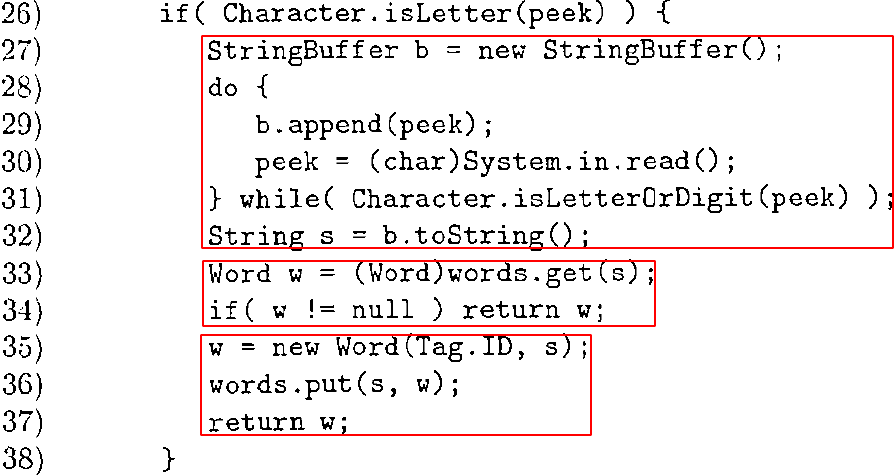 26) if( Character.isLetter(peek) ) {
27) StringBuffer b = new StringBuffer();
28) do {
29) b.append(peek);
30) peek = (char)System.in.read();
31) } while( Character.isLetterOrDigit(peek) );
32) String s = b.toString();
33) Word w = (Word)words.get(s);
34) if( w != null ) return w;
35) w = new Word(Tag.ID, s);
36) words.put(s, w);
37) return w;
38) }